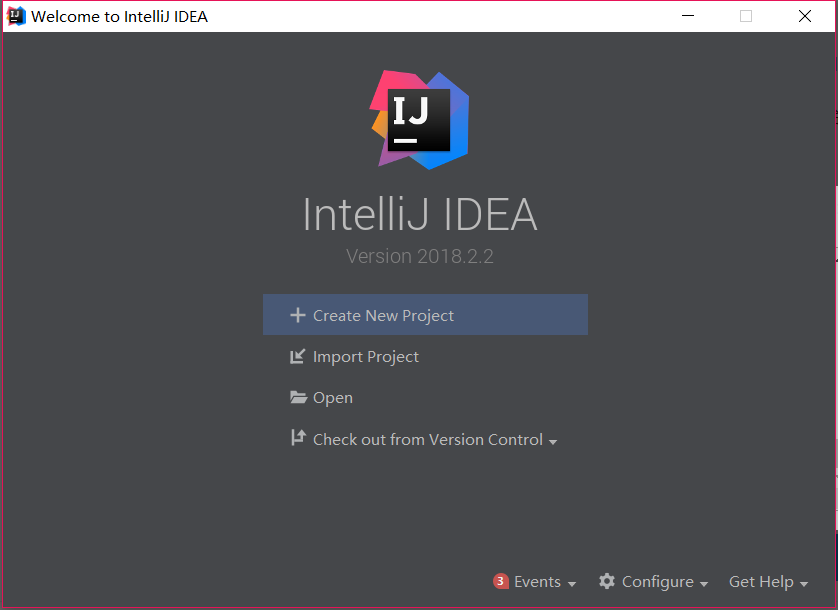 Welcome to IntelliJ IDEA
IJ
IntelliJ IDEA
Version 2018.2.2
Create New Project
Import Project
Open
Check out from Version Control
3 Events Configure Get Help